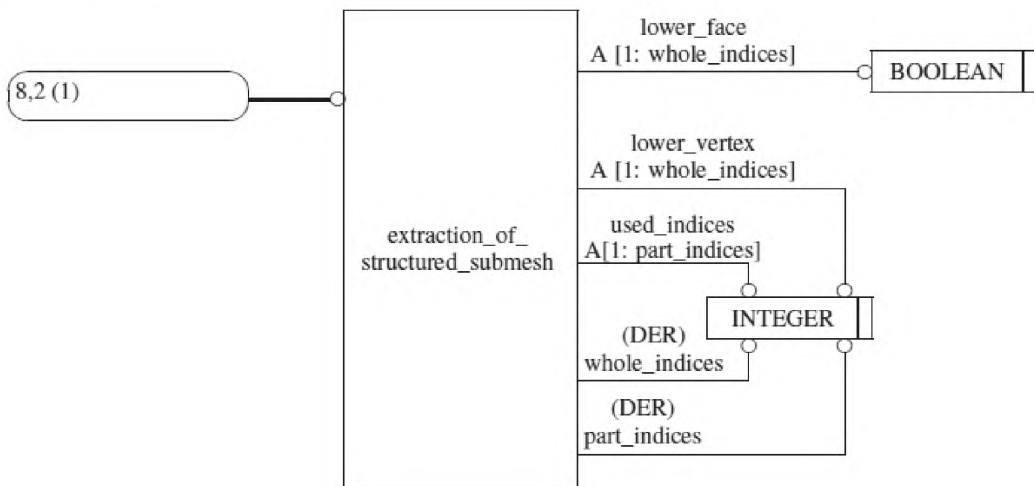 lower_face
A [1: whole_indices]
8,2 (1)
BOOLEAN
lower_vertex
A [1: whole_indices]
extraction_of_
structured_submesh
used_indices
A[1: part_indices]
INTEGER
(DER)
whole_indices
(DER)
part_indices